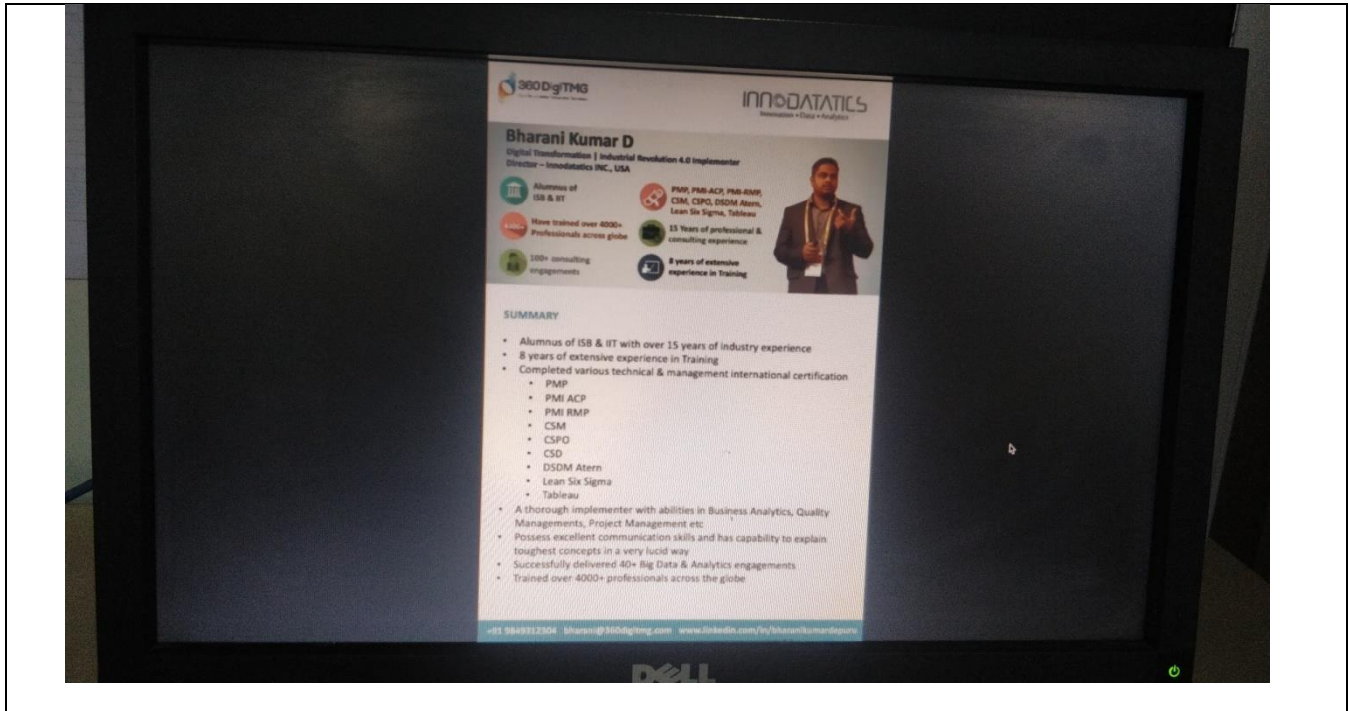 360DigiTMG
INNODATATICS
Innovation • Data • Analytics
Bharani Kumar D
Digital Transformation | Industrial Revolution 4.0 Implementer
Director – Innodatatics INC., USA
Alumnus of
ISB & IIT
PMP, PMI-ACP, PMI-RMP,
CSM, CSPO, DSDM Atern,
Lean Six Sigma, Tableau
Have trained over 4000+
Professionals across globe
15 Years of professional &
consulting experience
100+ consulting
engagements
8 years of extensive
experience in Training
SUMMARY
• Alumnus of ISB & IIT with over 15 years of industry experience
• 8 years of extensive experience in Training
• Completed various technical & management international certification
• PMP
• PMI ACP
• PMI RMP
• CSM
• CSPO
• CSD
• DSDM Atern
• Lean Six Sigma
• Tableau
• A thorough implementer with abilities in Business Analytics, Quality
Managements, Project Management etc
• Possess excellent communication skills and has capability to explain
toughest concepts in a very lucid way
• Successfully delivered 40+ Big Data & Analytics engagements
• Trained over 4000+ professionals across the globe
+91 9849312304 bharani@360digitmg.com www.linkedin.com/in/bharanikumardepuru
DELL